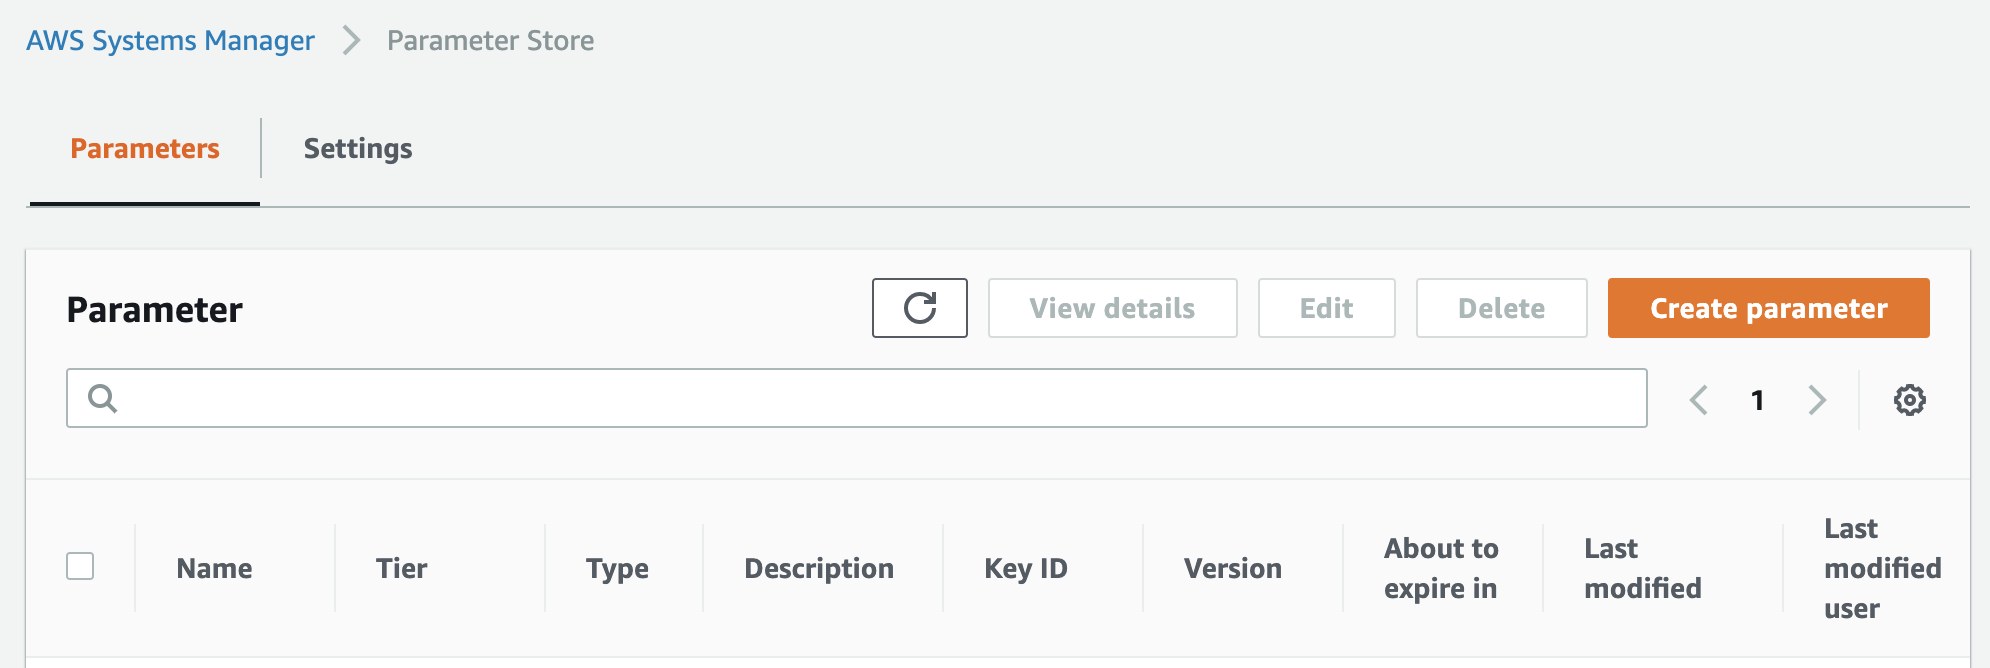 AWS Systems Manager Parameter Store
Parameters Settings
Parameter View details Edit Delete Create parameter
1
Name Tier Type Description Key ID Version About to expire in Last modified Last modified user